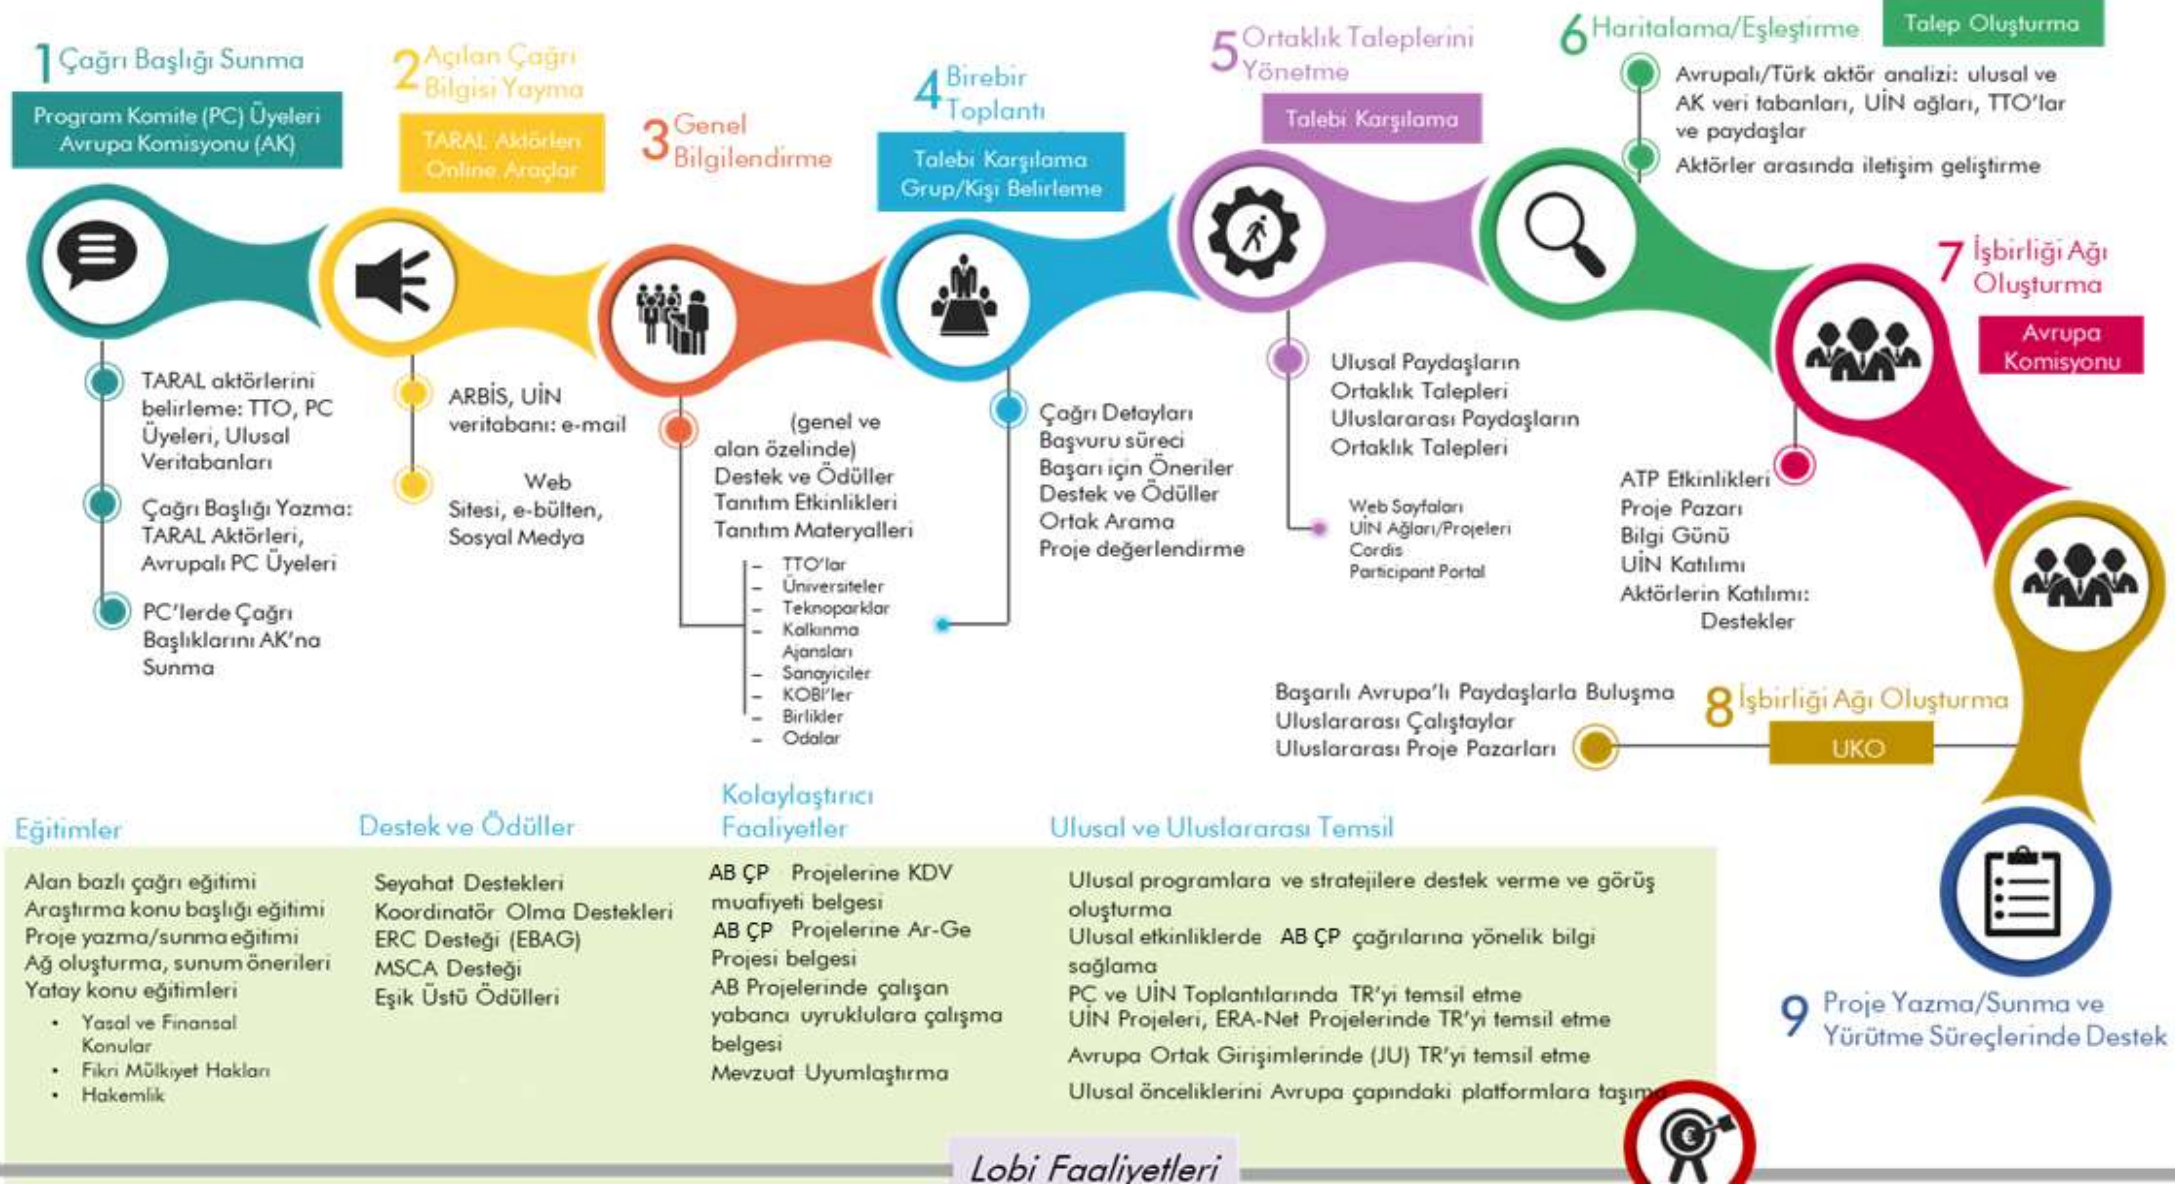 1 Çağrı Başlığı Sunma
Program Komite (PC) Üyeleri
Avrupa Komisyonu (AK)
TARAL aktörlerini
belirleme: TTO, PC
Üyeleri, Ulusal
Veritabanları
Çağrı Başlığı Yazma:
TARAL Aktörleri,
Avrupalı PC Üyeleri
PC'lerde Çağrı
Başlıklarını AK'na
Sunma
2 Açılan Çağrı
Bilgisi Yayma
TARAL Aktörleri
Online Araçlar
ARBİS, UİN
veritabanı: e-mail
Web
Sitesi, e-bülten,
Sosyal Medya
3 Genel
Bilgilendirme
(genel ve
alan özelinde)
Destek ve Ödüller
Tanıtım Etkinlikleri
Tanıtım Materyalleri
– TTO'lar
– Üniversiteler
– Teknoparklar
– Kalkınma
Ajansları
– Sanayiciler
– KOBİ'ler
– Birlikler
– Odalar
4 Birebir
Toplantı
Talebi Karşılama
Grup/Kişi Belirleme
Çağrı Detayları
Başvuru süreci
Başarı için Öneriler
Destek ve Ödüller
Ortak Arama
Proje değerlendirme
5 Ortaklık Taleplerini
Yönetme
Talebi Karşılama
Ulusal Paydaşların
Ortaklık Talepleri
Uluslararası Paydaşların
Ortaklık Talepleri
Web Sayfaları
UİN Ağları/Projeleri
Cordis
Participant Portal
6 Haritalama/Eşleştirme
Talep Oluşturma
Avrupalı/Türk aktör analizi: ulusal ve
AK veri tabanları, UİN ağları, TTO'lar
ve paydaşlar
Aktörler arasında iletişim geliştirme
7 İşbirliği Ağı
Oluşturma
Avrupa
Komisyonu
ATP Etkinlikleri
Proje Pazarı
Bilgi Günü
UİN Katılımı
Aktörlerin Katılımı:
Destekler
8 İşbirliği Ağı Oluşturma
UKO
Başarılı Avrupa'lı Paydaşlarla Buluşma
Uluslararası Çalıştaylar
Uluslararası Proje Pazarları
9 Proje Yazma/Sunma ve
Yürütme Süreçlerinde Destek
Eğitimler
Alan bazlı çağrı eğitimi
Araştırma konu başlığı eğitimi
Proje yazma/sunma eğitimi
Ağ oluşturma, sunum önerileri
Yatay konu eğitimleri
• Yasal ve Finansal
Konular
• Fikri Mülkiyet Hakları
• Hakemlik
Destek ve Ödüller
Seyahat Destekleri
Koordinatör Olma Destekleri
ERC Desteği (EBAG)
MSCA Desteği
Eşik Üstü Ödülleri
Kolaylaştırıcı
Faaliyetler
AB ÇP Projelerine KDV
muafiyeti belgesi
AB ÇP Projelerine Ar-Ge
Projesi belgesi
AB Projelerinde çalışan
yabancı uyruklulara çalışma
belgesi
Mevzuat Uyumlaştırma
Ulusal ve Uluslararası Temsil
Ulusal programlara ve stratejilere destek verme ve görüş
oluşturma
Ulusal etkinliklerde AB ÇP çağrılarına yönelik bilgi
sağlama
PC ve UİN Toplantılarında TR'yi temsil etme
UİN Projeleri, ERA-Net Projelerinde TR'yi temsil etme
Avrupa Ortak Girişimlerinde (JU) TR'yi temsil etme
Ulusal önceliklerini Avrupa çapındaki platformlara taşıma
€
Lobi Faaliyetleri